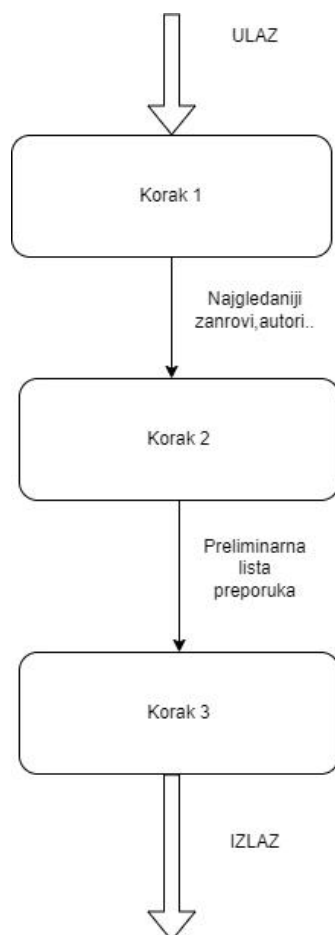 ULAZ
Korak 1
Najgledaniji
zanrovi,autori..
Korak 2
Preliminarna
lista
preporuka
Korak 3
IZLAZ